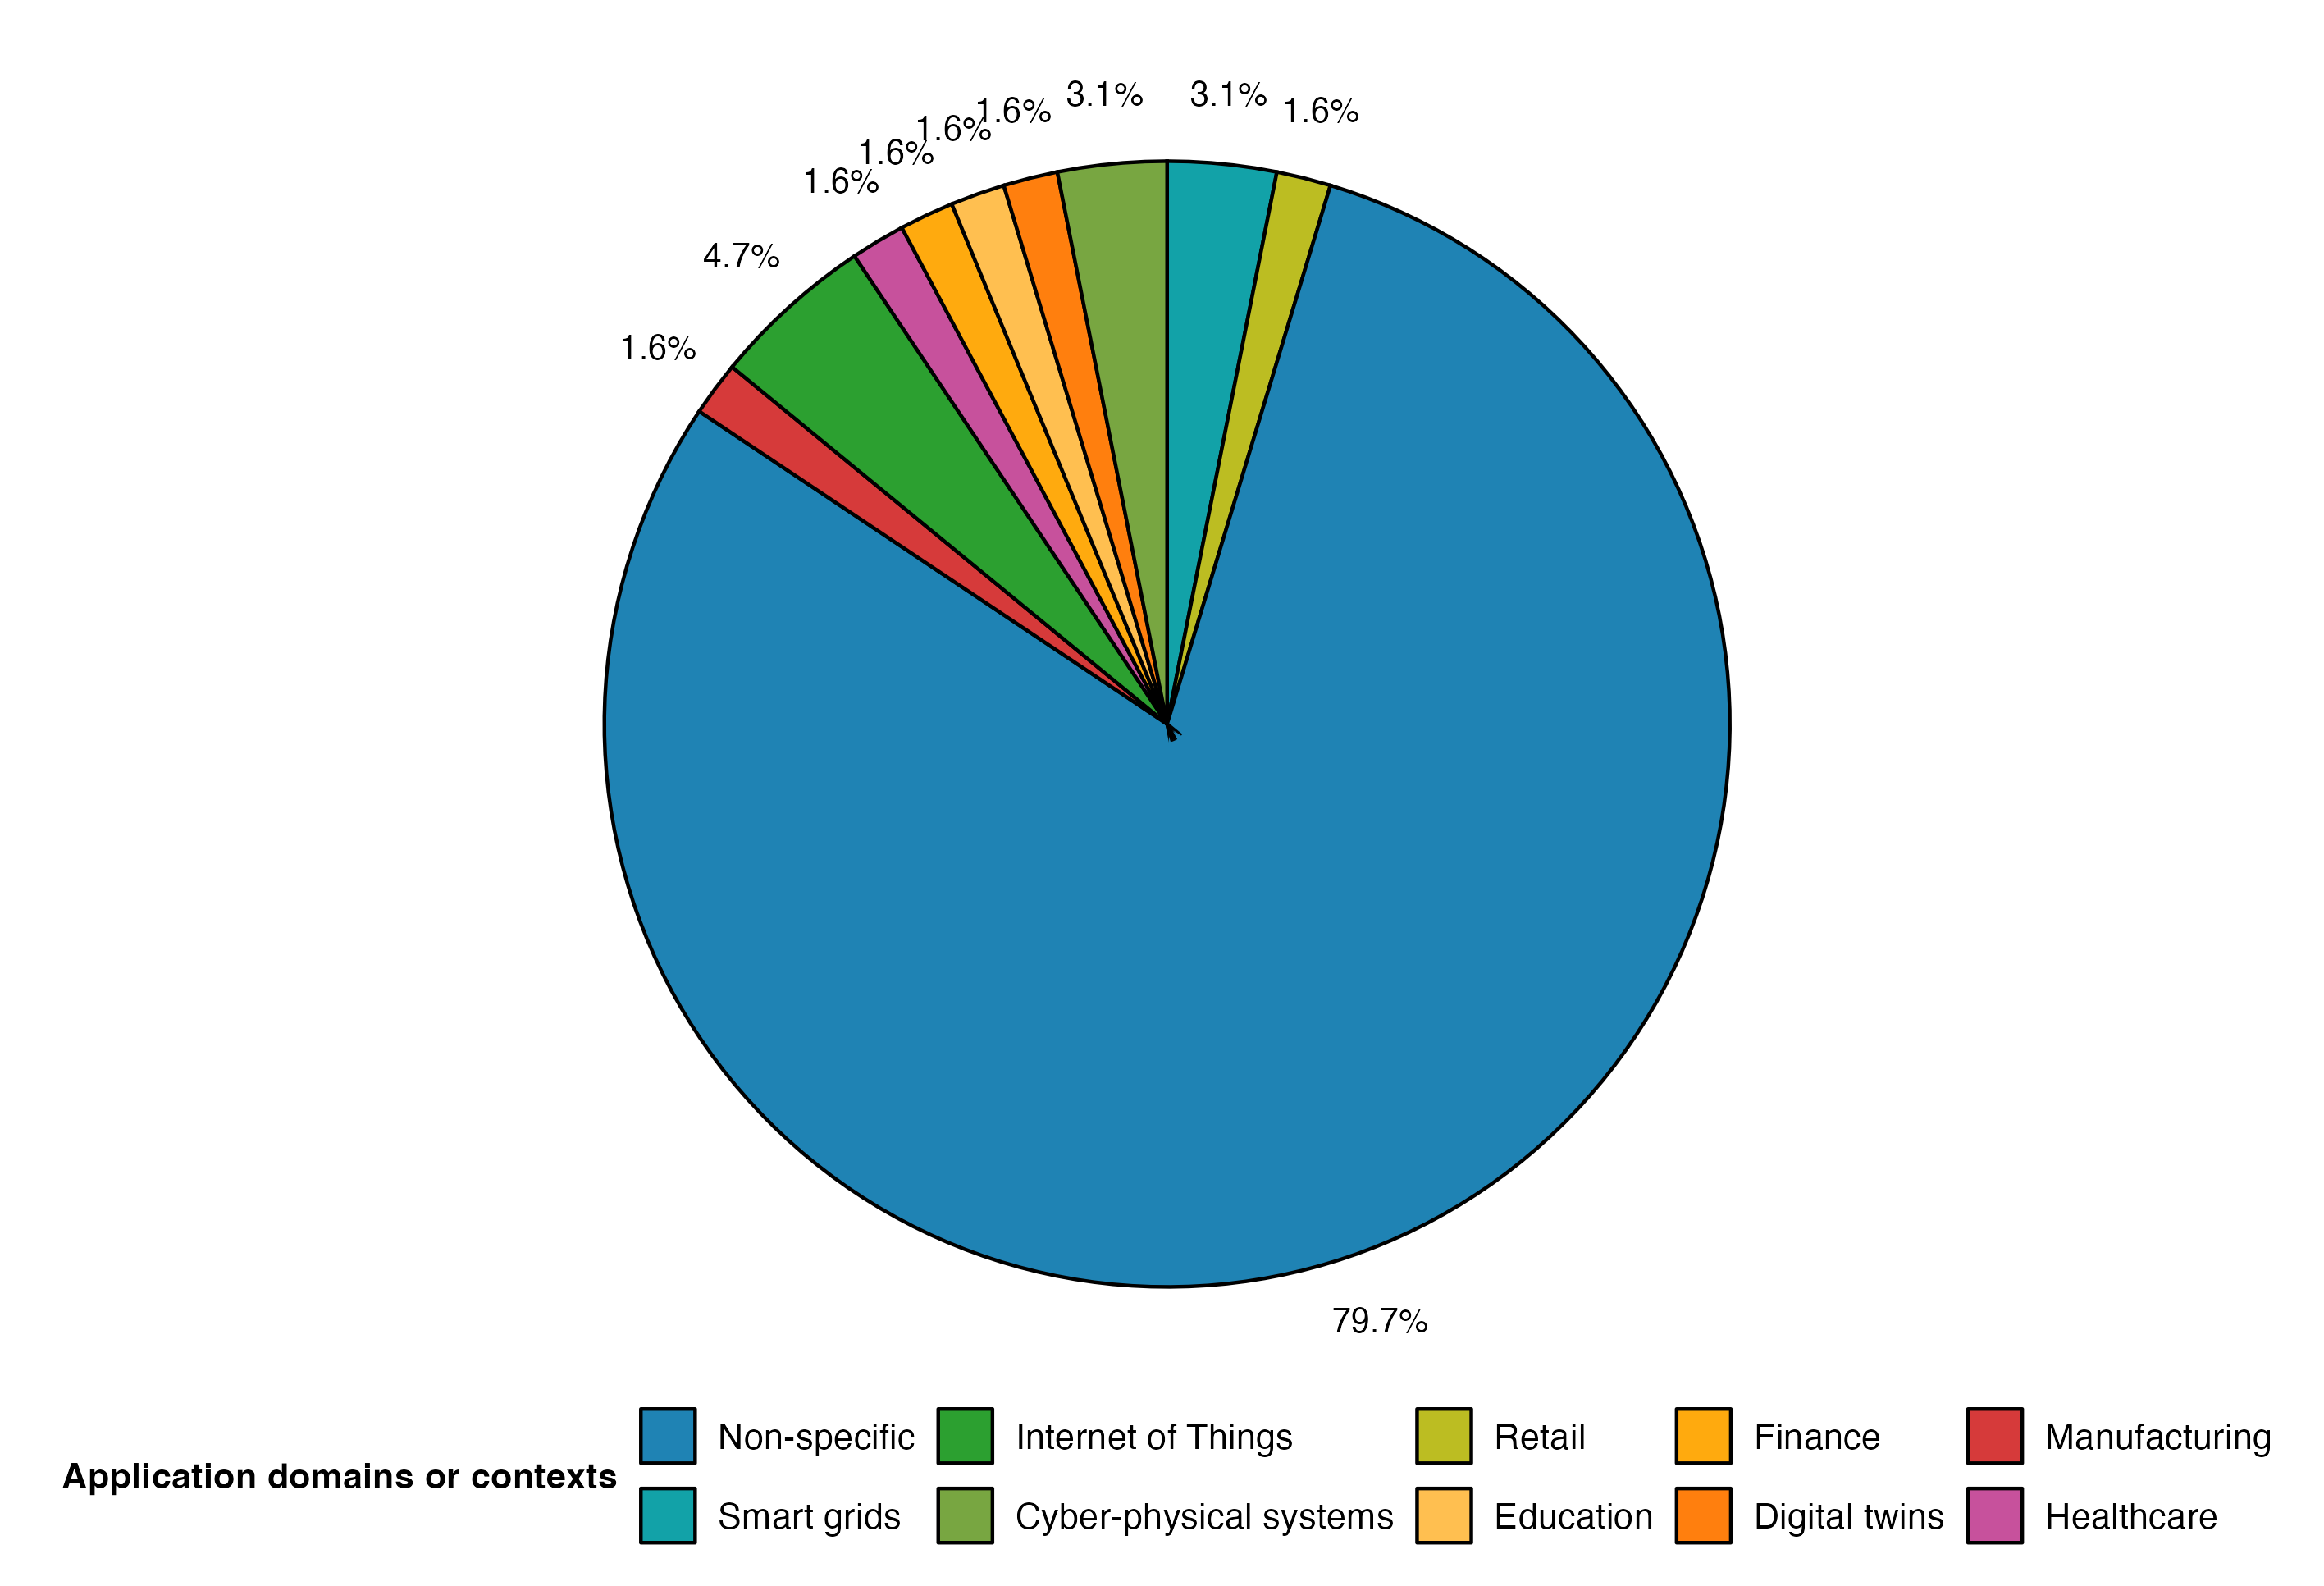 3.1%
3.1%
1.6%
1.6%
1.6%
1.6%
1.6%
4.7%
1.6%
79.7%
Application domains or contexts
Non-specific
Internet of Things
Retail
Finance
Manufacturing
Smart grids
Cyber-physical systems
Education
Digital twins
Healthcare